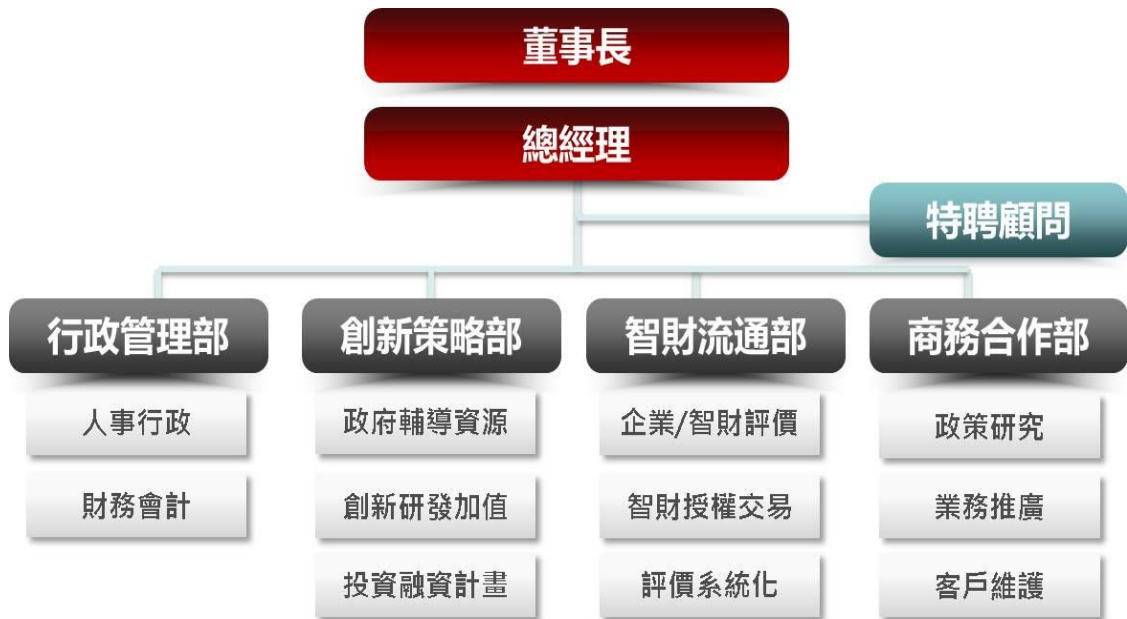 董事長
總經理
特聘顧問
行政管理部
人事行政
財務會計
創新策略部
政府輔導資源
創新研發加值
投資融資計畫
智財流通部
企業/智財評價
智財授權交易
評價系統化
商務合作部
政策研究
業務推廣
客戶維護